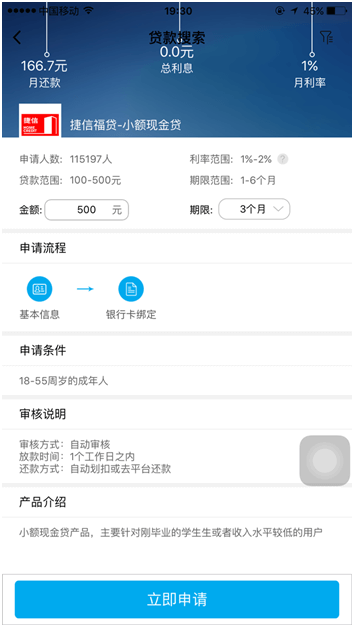 中国移动 19:30 45%
贷款搜索
166.7元 0.0元 1%
月还款 总利息 月利率
捷信 HOME CREDIT 捷信福贷-小额现金贷
申请人数：115197人 利率范围：1%-2% ?
贷款范围：100-500元 期限范围：1-6个月
金额: 500 元 期限: 3个月
申请流程
基本信息 银行卡绑定
申请条件
18-55周岁的成年人
审核说明
审核方式：自动审核
放款时间：1个工作日之内
还款方式：自动划扣或去平台还款
产品介绍
小额现金贷产品，主要针对刚毕业的学生生或者收入水平较低的用户
立即申请